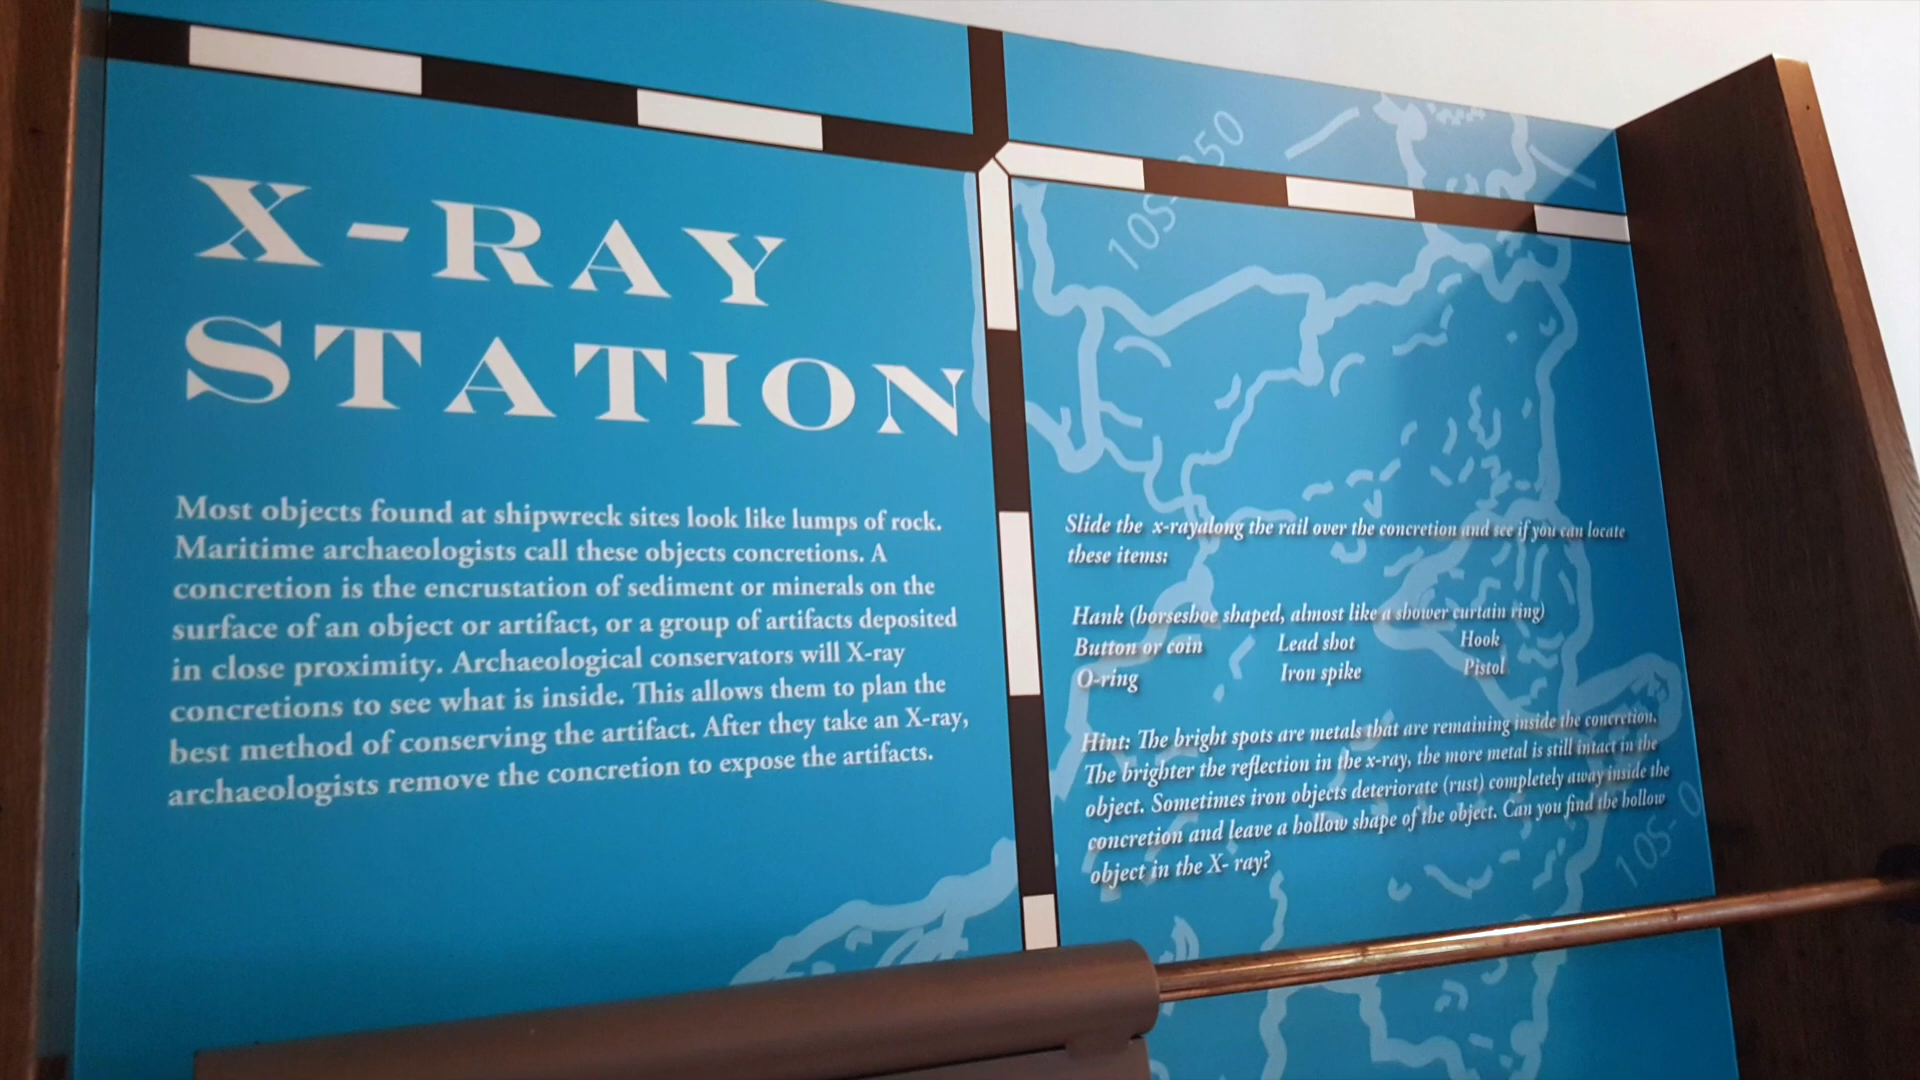 X-RAY
STATION
Most objects found at shipwreck sites look like lumps of rock.
Maritime archaeologists call these objects concretions. A
concretion is the encrustation of sediment or minerals on the
surface of an object or artifact, or a group of artifacts deposited
in close proximity. Archaeological conservators will X-ray
concretions to see what is inside. This allows them to plan the
best method of conserving the artifact. After they take an X-ray,
archaeologists remove the concretion to expose the artifacts.
10S- 50
Slide the x-rayalong the rail over the concretion and see if you can locate
these items:
Hank (horseshoe shaped, almost like a shower curtain ring)
Button or coin Lead shot Hook
O-ring Iron spike Pistol
Hint: The bright spots are metals that are remaining inside the concretion.
The brighter the reflection in the x-ray, the more metal is still intact in the
object. Sometimes iron objects deteriorate (rust) completely away inside the
concretion and leave a hollow shape of the object. Can you find the hollow
object in the X- ray?
10S- 0